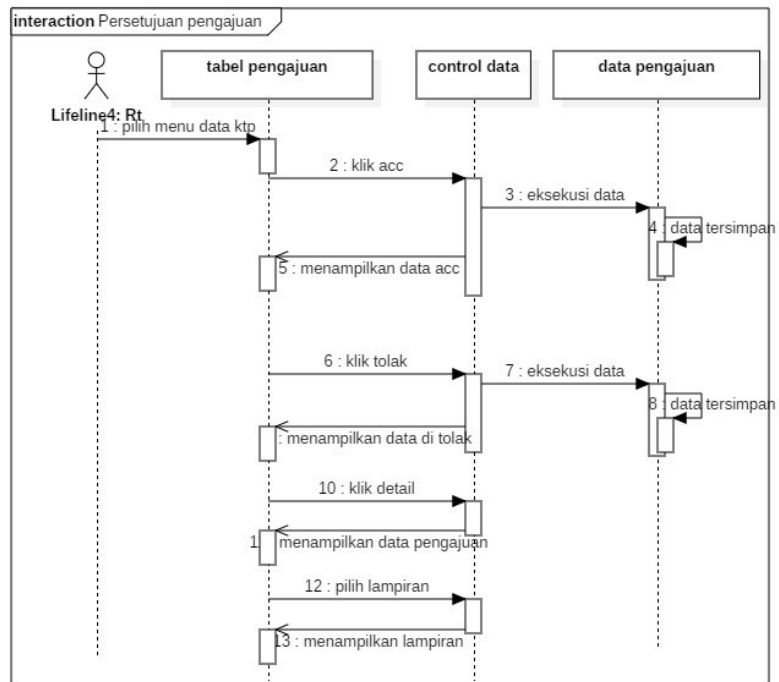 interaction Persetujuan pengajuan
tabel pengajuan
control data
data pengajuan
Lifeline4: Rt
1 : pilih menu data ktp
2 : klik acc
3 : eksekusi data
4 : data tersimpan
5 : menampilkan data acc
6 : klik tolak
7 : eksekusi data
8 : data tersimpan
: menampilkan data di tolak
10 : klik detail
1 menampilkan data pengajuan
12 : pilih lampiran
13 : menampilkan lampiran